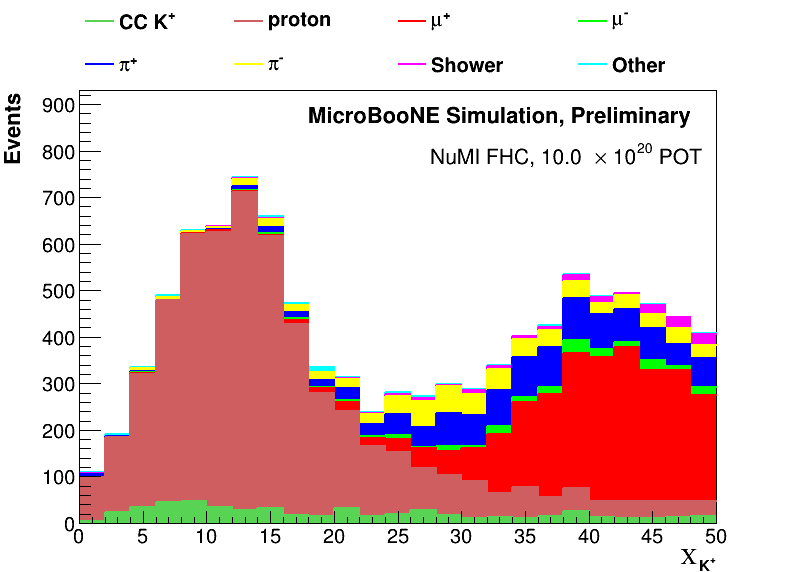 CC K⁺ proton μ⁺ μ⁻
π⁺ π⁻ Shower Other
MicroBooNE Simulation, Preliminary
NuMI FHC, 10.0 × 10²⁰ POT
Events
900
800
700
600
500
400
300
200
100
0
0 5 10 15 20 25 30 35 40 45 50
X_K⁺